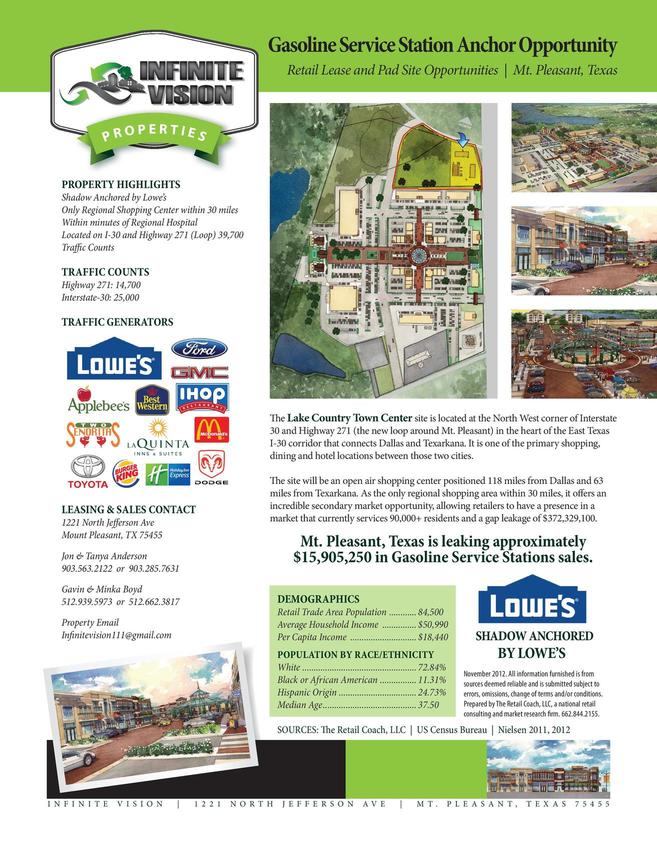 Gasoline Service Station Anchor Opportunity
Retail Lease and Pad Site Opportunities | Mt. Pleasant, Texas
INFINITE
VISION
PROPERTIES
PROPERTY HIGHLIGHTS
Shadow Anchored by Lowe's
Only Regional Shopping Center within 30 miles
Within minutes of Regional Hospital
Located on I-30 and Highway 271 (Loop) 39,700
Traffic Counts
TRAFFIC COUNTS
Highway 271: 14,700
Interstate-30: 25,000
TRAFFIC GENERATORS
LOWE'S
Ford
GMC
Applebee's
Best
Western
IHOP
RESTAURANT
TWO
SENORITAS
LAQUINTA
INNS & SUITES
McDonald's
TOYOTA
BURGER
KING
Holiday Inn
Express
DODGE
LEASING & SALES CONTACT
1221 North Jefferson Ave
Mount Pleasant, TX 75455
Jon & Tanya Anderson
903.563.2122 or 903.285.7631
Gavin & Minka Boyd
512.939.5973 or 512.662.3817
Property Email
Infinitevision111@gmail.com
The Lake Country Town Center site is located at the North West corner of Interstate
30 and Highway 271 (the new loop around Mt. Pleasant) in the heart of the East Texas
I-30 corridor that connects Dallas and Texarkana. It is one of the primary shopping,
dining and hotel locations between those two cities.
The site will be an open air shopping center positioned 118 miles from Dallas and 63
miles from Texarkana. As the only regional shopping area within 30 miles, it offers an
incredible secondary market opportunity, allowing retailers to have a presence in a
market that currently services 90,000+ residents and a gap leakage of $372,329,100.
Mt. Pleasant, Texas is leaking approximately
$15,905,250 in Gasoline Service Stations sales.
DEMOGRAPHICS
Retail Trade Area Population ............ 84,500
Average Household Income ............ $50,990
Per Capita Income ............ $18,440
POPULATION BY RACE/ETHNICITY
White ............ 72.84%
Black or African American ............ 11.31%
Hispanic Origin ............ 24.73%
Median Age ............ 37.50
LOWE'S
SHADOW ANCHORED
BY LOWE'S
November 2012. All information furnished is from
sources deemed reliable and is submitted subject to
errors, omissions, change of terms and/or conditions.
Prepared by The Retail Coach, LLC, a national retail
consulting and market research firm. 662.844.2155.
SOURCES: The Retail Coach, LLC | US Census Bureau | Nielsen 2011, 2012
INFINITE VISION | 1221 NORTH JEFFERSON AVE | MT. PLEASANT, TEXAS 75455